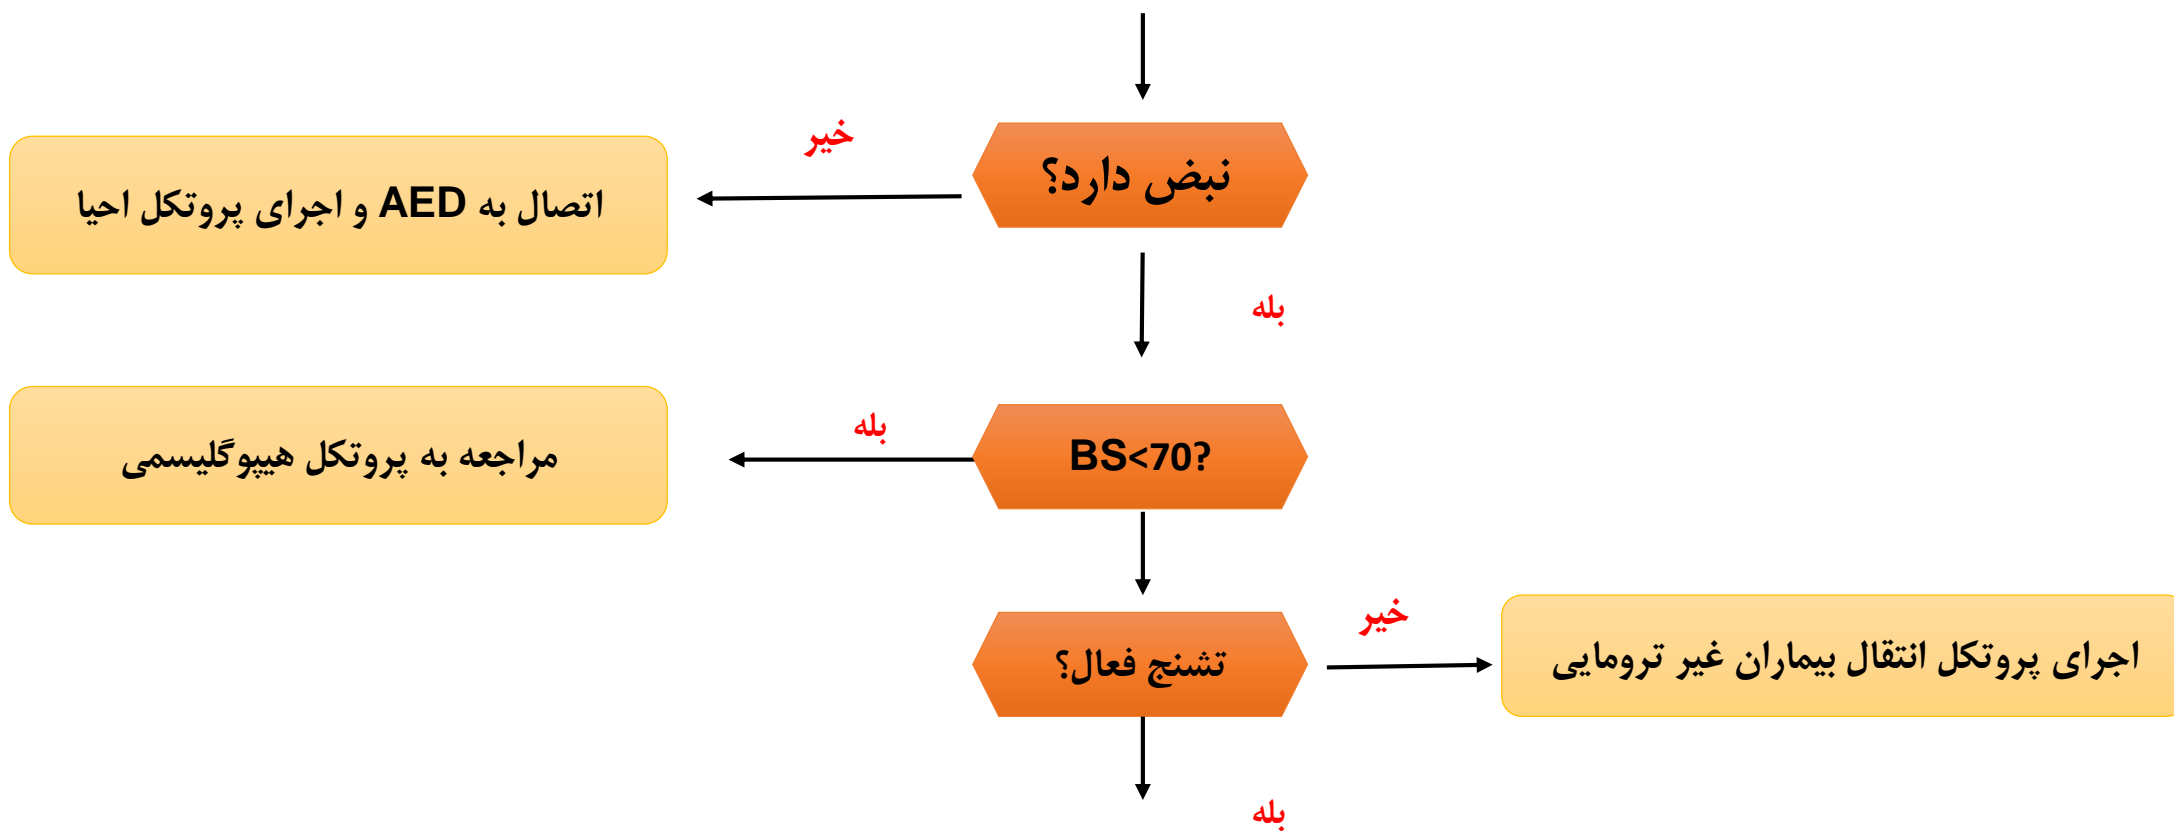 نبض دارد؟
خیر
اتصال به AED و اجرای پروتکل احیا
بله
BS<70?
بله
مراجعه به پروتکل هیپوگلیسمی
تشنج فعال؟
خیر
اجرای پروتکل انتقال بیماران غیر ترومایی
بله